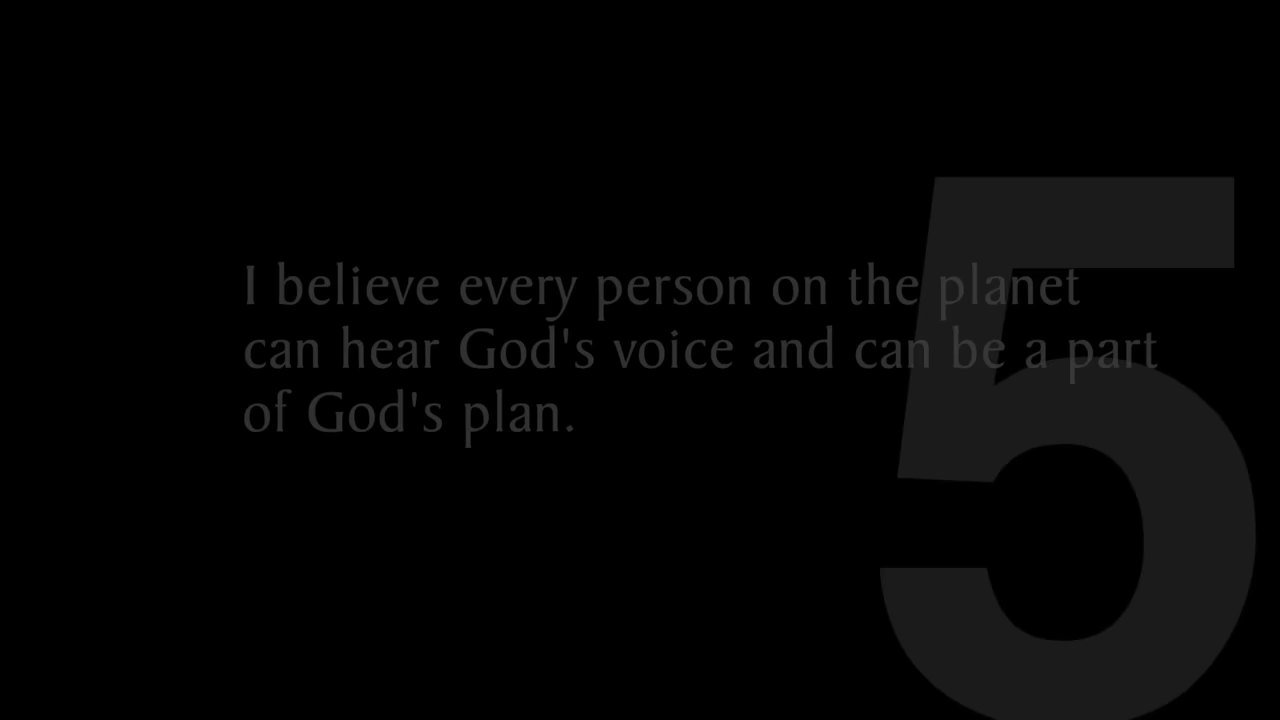 I believe every person on the planet
can hear God's voice and can be a part
of God's plan.
5